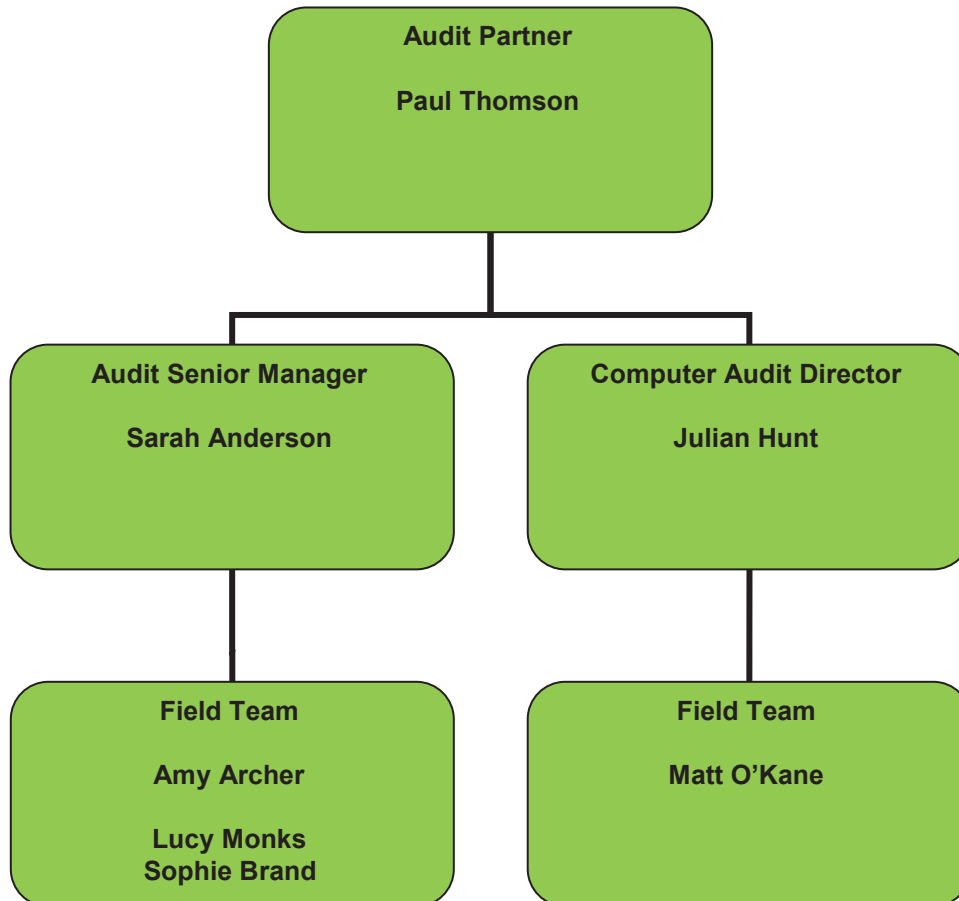 Audit Partner
Paul Thomson
Audit Senior Manager
Sarah Anderson
Computer Audit Director
Julian Hunt
Field Team
Amy Archer
Lucy Monks
Sophie Brand
Field Team
Matt O’Kane